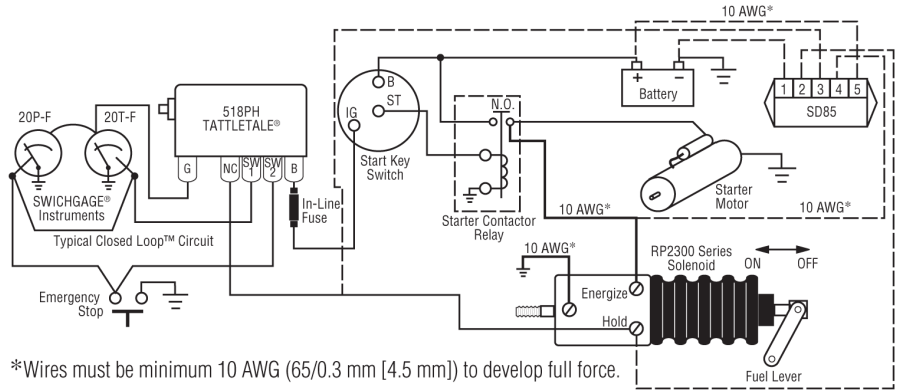 10 AWG*
20P-F
20T-F
518PH
TATTLETALE®
G
NC
SW
1
SW
2
B
SWICHGAGE®
Instruments
Typical Closed Loop™ Circuit
In-Line
Fuse
Emergency
Stop
B
ST
IG
Start Key
Switch
N.O.
Starter Contactor
Relay
+ −
Battery
1 2 3 4 5
SD85
Starter
Motor
10 AWG*
10 AWG*
10 AWG*
RP2300 Series
Solenoid
ON OFF
Energize
Hold
Fuel Lever
*Wires must be minimum 10 AWG (65/0.3 mm [4.5 mm]) to develop full force.